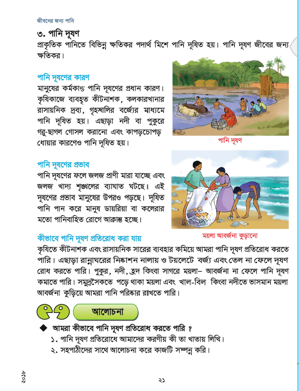 জীবনের জন্য পানি
৩. পানি দূষণ
প্রাকৃতিক পানিতে বিভিন্ন ক্ষতিকর পদার্থ মিশে পানি দূষিত হয়। পানি দূষণ জীবের জন্য
ক্ষতিকর।
পানি দূষণের কারণ
মানুষের কর্মকাণ্ড পানি দূষণের প্রধান কারণ।
কৃষিকাজে ব্যবহৃত কীটনাশক, কলকারখানার
রাসায়নিক দ্রব্য, গৃহস্থালির বর্জ্যের মাধ্যমে
পানি দূষিত হয়। এছাড়া নদী বা পুকুরে
গরু-ছাগল গোসল করানো এবং কাপড়চোপড়
ধোয়ার কারণেও পানি দূষিত হয়।
পানি দূষণ
পানি দূষণের প্রভাব
পানি দূষণের ফলে জলজ প্রাণী মারা যাচ্ছে এবং
জলজ খাদ্য শৃঙ্খলের ব্যাঘাত ঘটছে। এই
দূষণের প্রভাব মানুষের উপরও পড়ছে। দূষিত
পানি পান করে মানুষ ডায়রিয়া বা কলেরার
মতো পানিবাহিত রোগে আক্রান্ত হচ্ছে।
ময়লা আবর্জনা কুড়ানো
কীভাবে পানি দূষণ প্রতিরোধ করা যায়
কৃষিতে কীটনাশক এবং রাসায়নিক সারের ব্যবহার কমিয়ে আমরা পানি দূষণ প্রতিরোধ করতে
পারি। এছাড়া রান্নাঘরের নিষ্কাশন নালায় ও টয়লেটে বর্জ্য এবং তেল না ফেলে দূষণ
রোধ করতে পারি। পুকুর, নদী, হ্রদ কিংবা সাগরে ময়লা- আবর্জনা না ফেলে পানি দূষণ
কমাতে পারি। সমুদ্রসৈকতে পড়ে থাকা ময়লা এবং খাল-বিল কিংবা নদীতে ভাসমান ময়লা
আবর্জনা কুড়িয়ে আমরা পানি পরিষ্কার রাখতে পারি।
আলোচনা
◆ আমরা কীভাবে পানি দূষণ প্রতিরোধ করতে পারি ?
১. পানি দূষণ প্রতিরোধে আমাদের করণীয় কী তা খাতায় লিখি।
২. সহপাঠীদের সাথে আলোচনা করে কাজটি সম্পন্ন করি।
২১
২০১৮